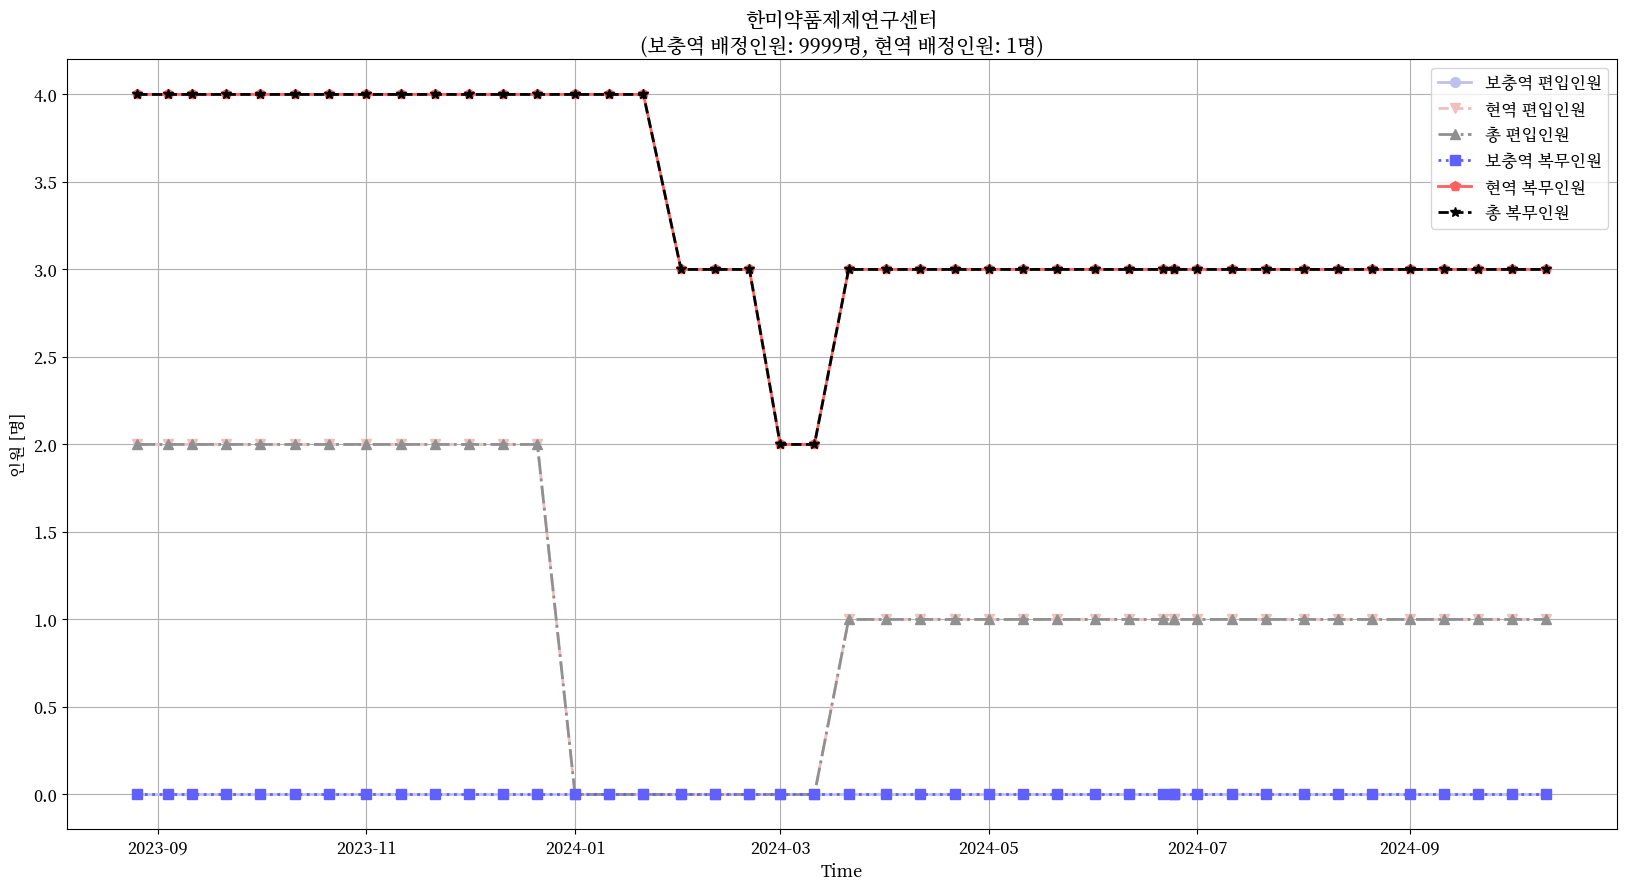 한미약품제제연구센터
(보충역 배정인원: 9999명, 현역 배정인원: 1명)
보충역 편입인원
현역 편입인원
총 편입인원
보충역 복무인원
현역 복무인원
총 복무인원
인원 [명]
4.0
3.5
3.0
2.5
2.0
1.5
1.0
0.5
0.0
2023-09 2023-11 2024-01 2024-03 2024-05 2024-07 2024-09
Time